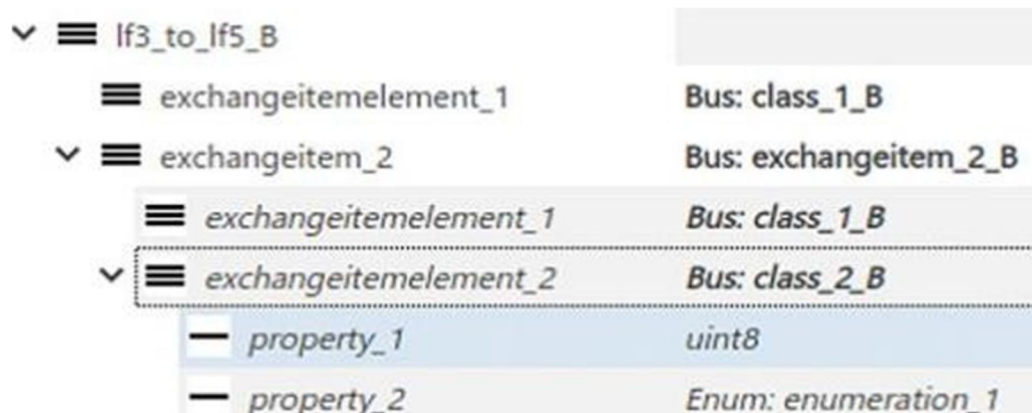 lf3_to_lf5_B
exchangeitemelement_1 Bus: class_1_B
exchangeitem_2 Bus: exchangeitem_2_B
exchangeitemelement_1 Bus: class_1_B
exchangeitemelement_2 Bus: class_2_B
property_1 uint8
property_2 Enum: enumeration_1